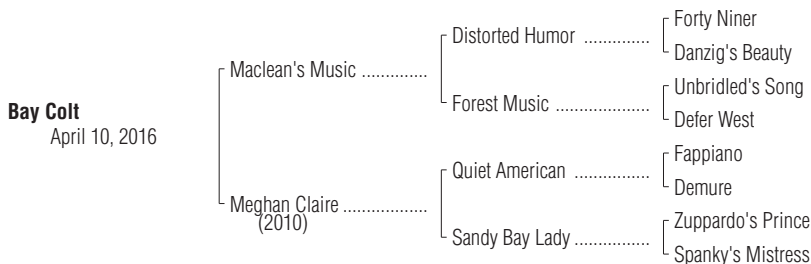 Forty Niner
Distorted Humor ..............
Danzig's Beauty
Maclean's Music ..............
Unbridled's Song
Forest Music ....................
Defer West
Bay Colt
April 10, 2016
Fappiano
Quiet American ................
Demure
Meghan Claire ..................
(2010)
Zuppardo's Prince
Sandy Bay Lady .................
Spanky's Mistress